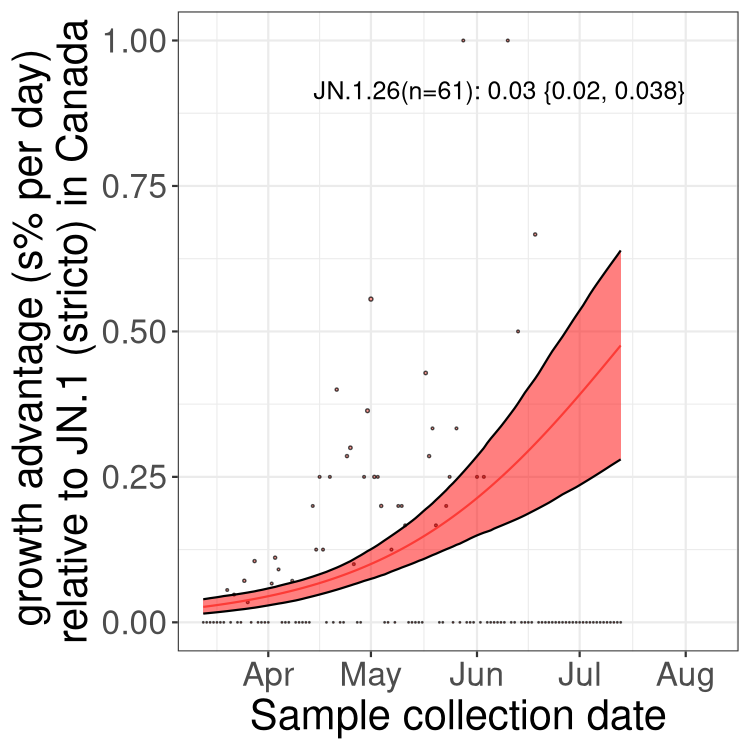 growth advantage (s% per day)
relative to JN.1 (stricto) in Canada
1.00
0.75
0.50
0.25
0.00
JN.1.26(n=61): 0.03 {0.02, 0.038}
Apr May Jun Jul Aug
Sample collection date